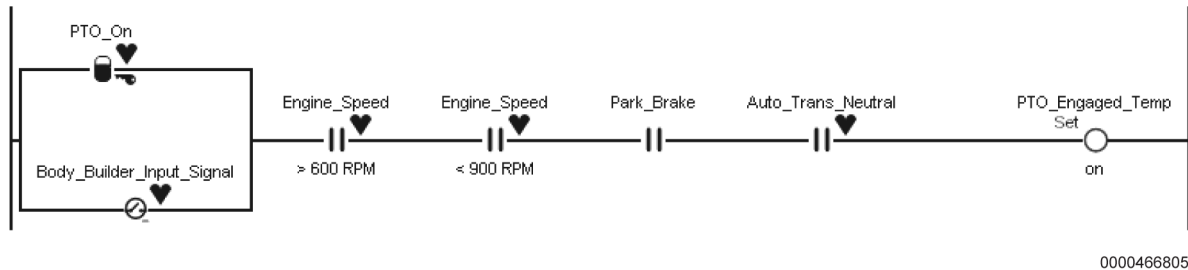 PTO_On
Engine_Speed
Engine_Speed
Park_Brake
Auto_Trans_Neutral
PTO_Engaged_Temp
Set
Body_Builder_Input_Signal
> 600 RPM
< 900 RPM
on
0000466805